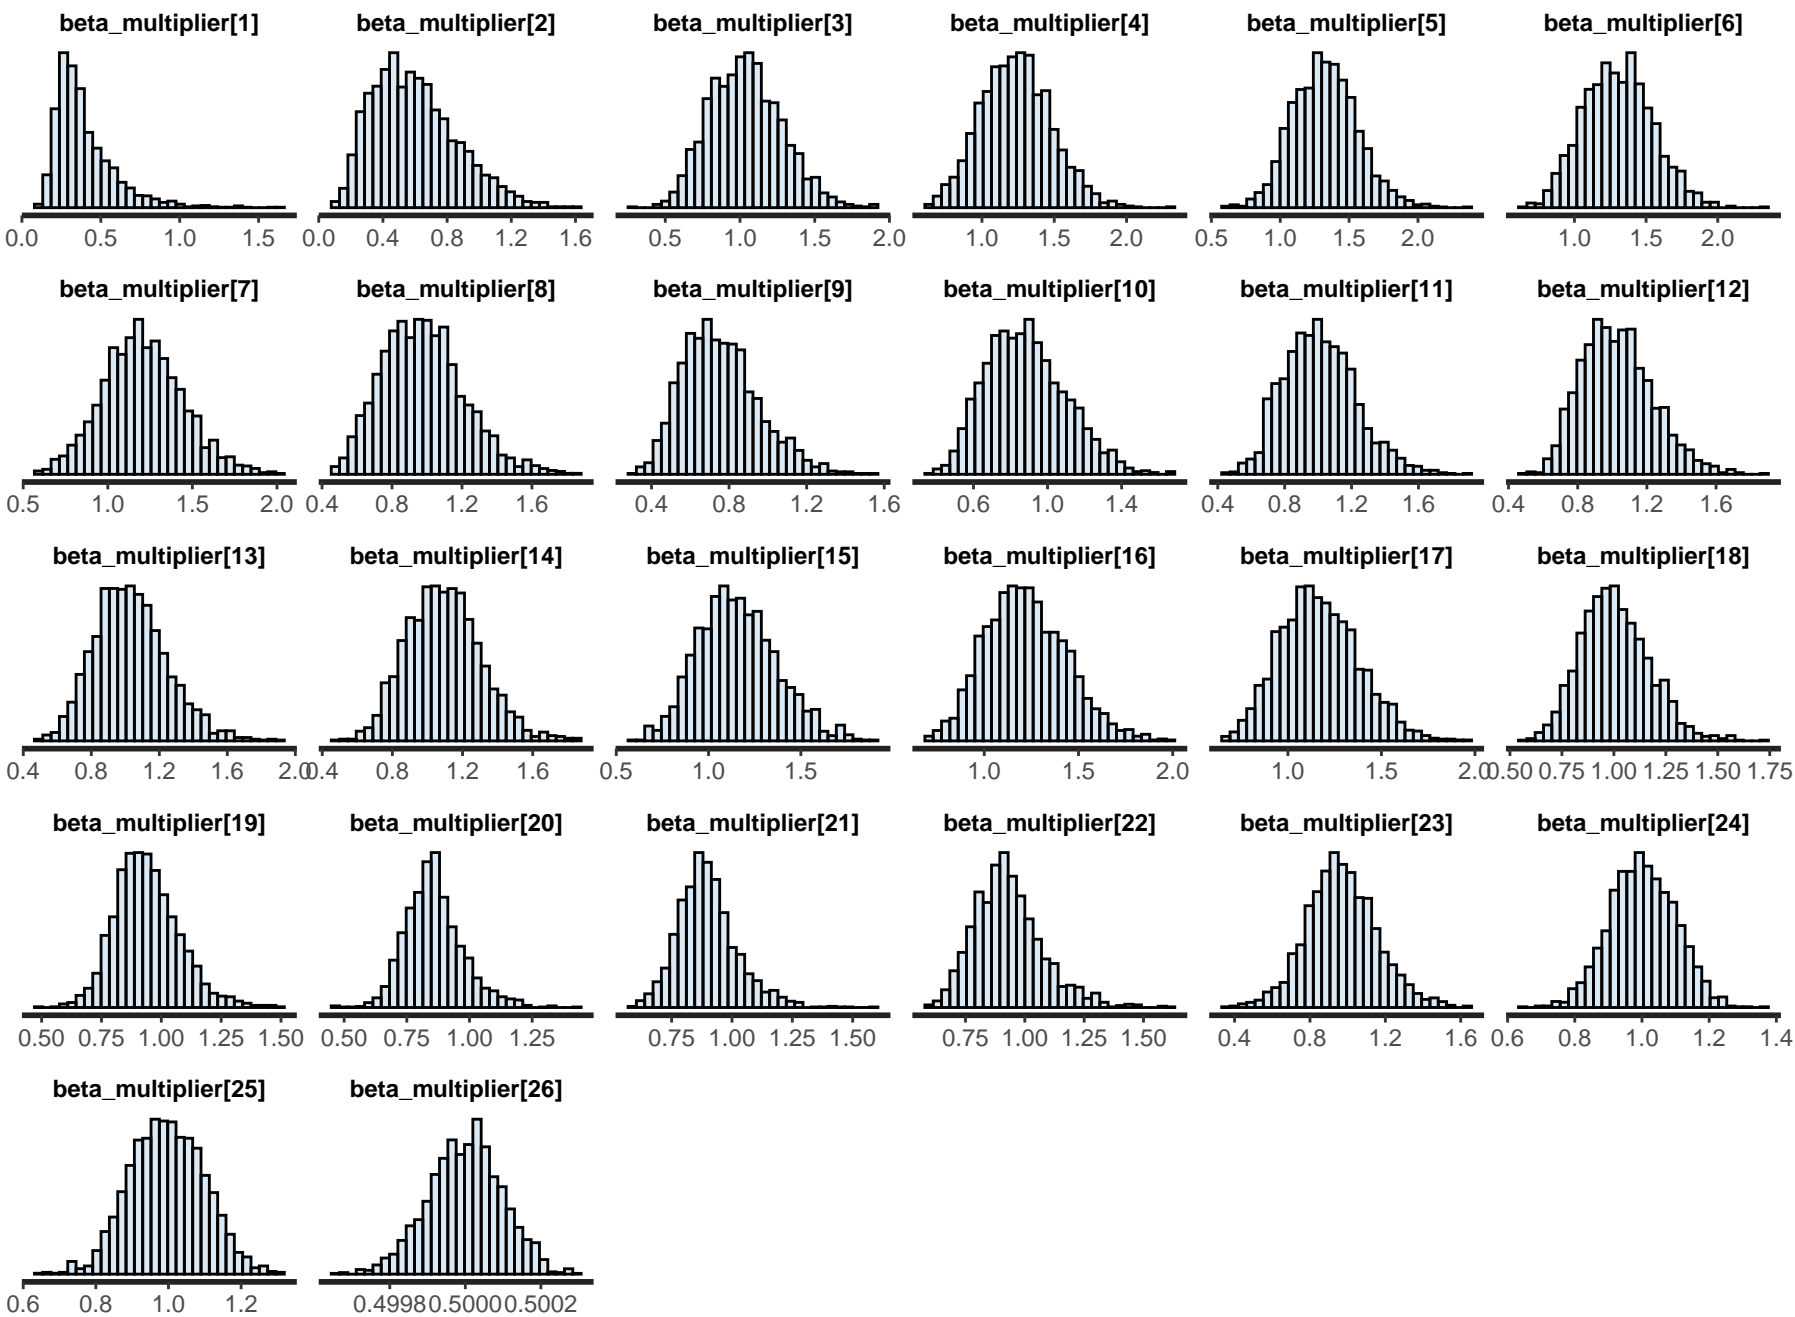 beta_multiplier[1] beta_multiplier[2] beta_multiplier[3] beta_multiplier[4] beta_multiplier[5] beta_multiplier[6]
0.0 0.5 1.0 1.5 0.0 0.4 0.8 1.2 1.6 0.5 1.0 1.5 2.0 1.0 1.5 2.0 0.5 1.0 1.5 2.0 1.0 1.5 2.0
beta_multiplier[7] beta_multiplier[8] beta_multiplier[9] beta_multiplier[10] beta_multiplier[11] beta_multiplier[12]
0.5 1.0 1.5 2.0 0.4 0.8 1.2 1.6 0.4 0.8 1.2 1.6 0.6 1.0 1.4 0.4 0.8 1.2 1.6 0.4 0.8 1.2 1.6
beta_multiplier[13] beta_multiplier[14] beta_multiplier[15] beta_multiplier[16] beta_multiplier[17] beta_multiplier[18]
0.4 0.8 1.2 1.6 2.0 0.4 0.8 1.2 1.6 0.5 1.0 1.5 1.0 1.5 2.0 1.0 1.5 2.0 0.50 0.75 1.00 1.25 1.50 1.75
beta_multiplier[19] beta_multiplier[20] beta_multiplier[21] beta_multiplier[22] beta_multiplier[23] beta_multiplier[24]
0.50 0.75 1.00 1.25 1.50 0.50 0.75 1.00 1.25 0.75 1.00 1.25 1.50 0.75 1.00 1.25 1.50 0.4 0.8 1.2 1.6 0.6 0.8 1.0 1.2 1.4
beta_multiplier[25] beta_multiplier[26]
0.6 0.8 1.0 1.2 0.4998 0.5000 0.5002